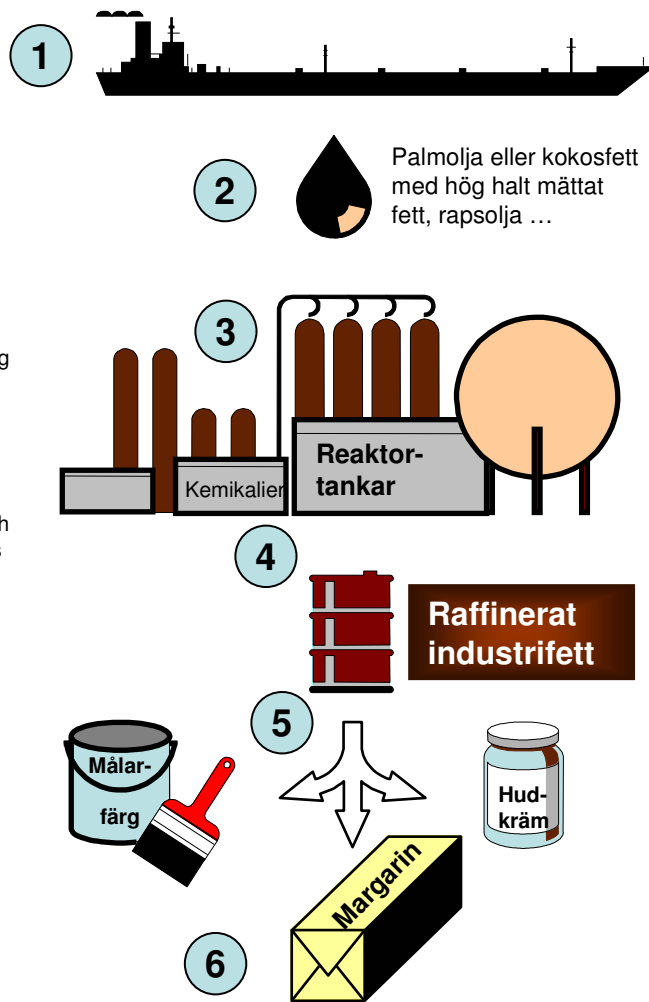 1
2
Palmolja eller kokosfett
med hög halt mättat
fett, rapsolja …
3
g
Reaktor-
tankar
Kemikalier
h
s
4
Raffinerat
industrifett
5
Målar-
färg
Hud-
kräm
Margarin
6